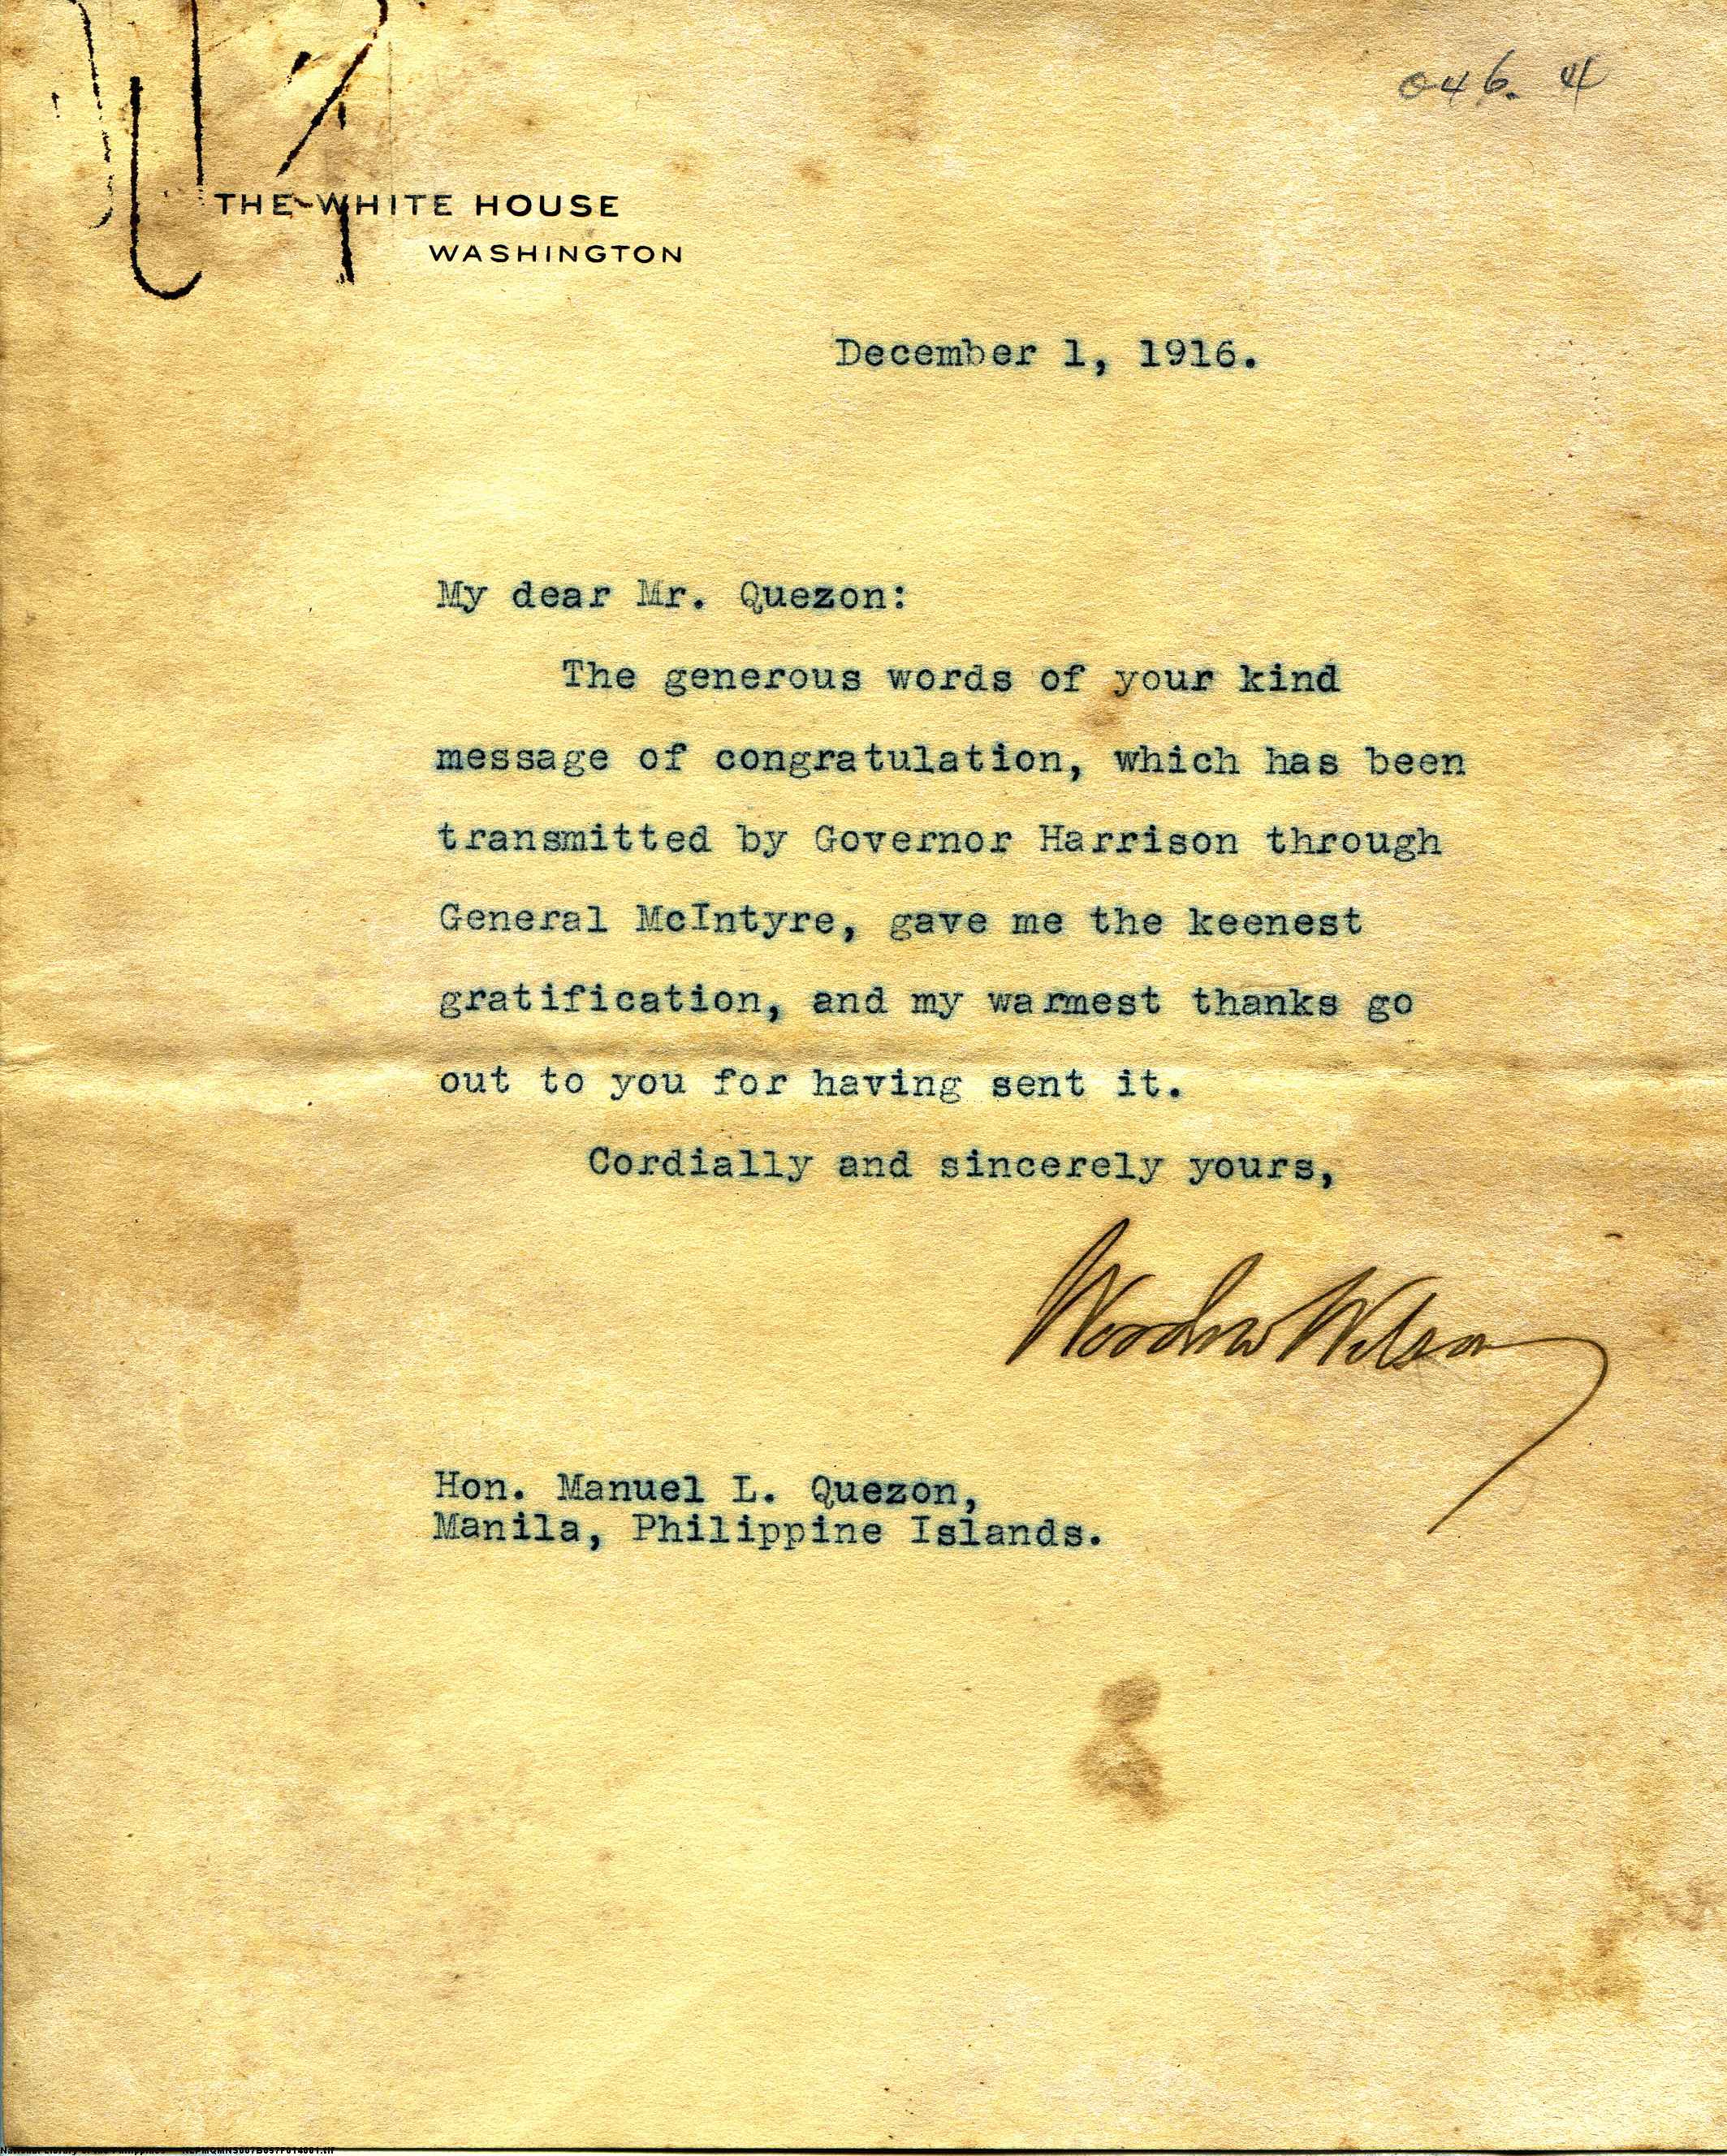 046. 4
THE WHITE HOUSE
WASHINGTON
December 1, 1916.
My dear Mr. Quezon:
The generous words of your kind
message of congratulation, which has been
transmitted by Governor Harrison through
General McIntyre, gave me the keenest
gratification, and my warmest thanks go
out to you for having sent it.
Cordially and sincerely yours,
Woodrow Wilson
Hon. Manuel L. Quezon,
Manila, Philippine Islands.